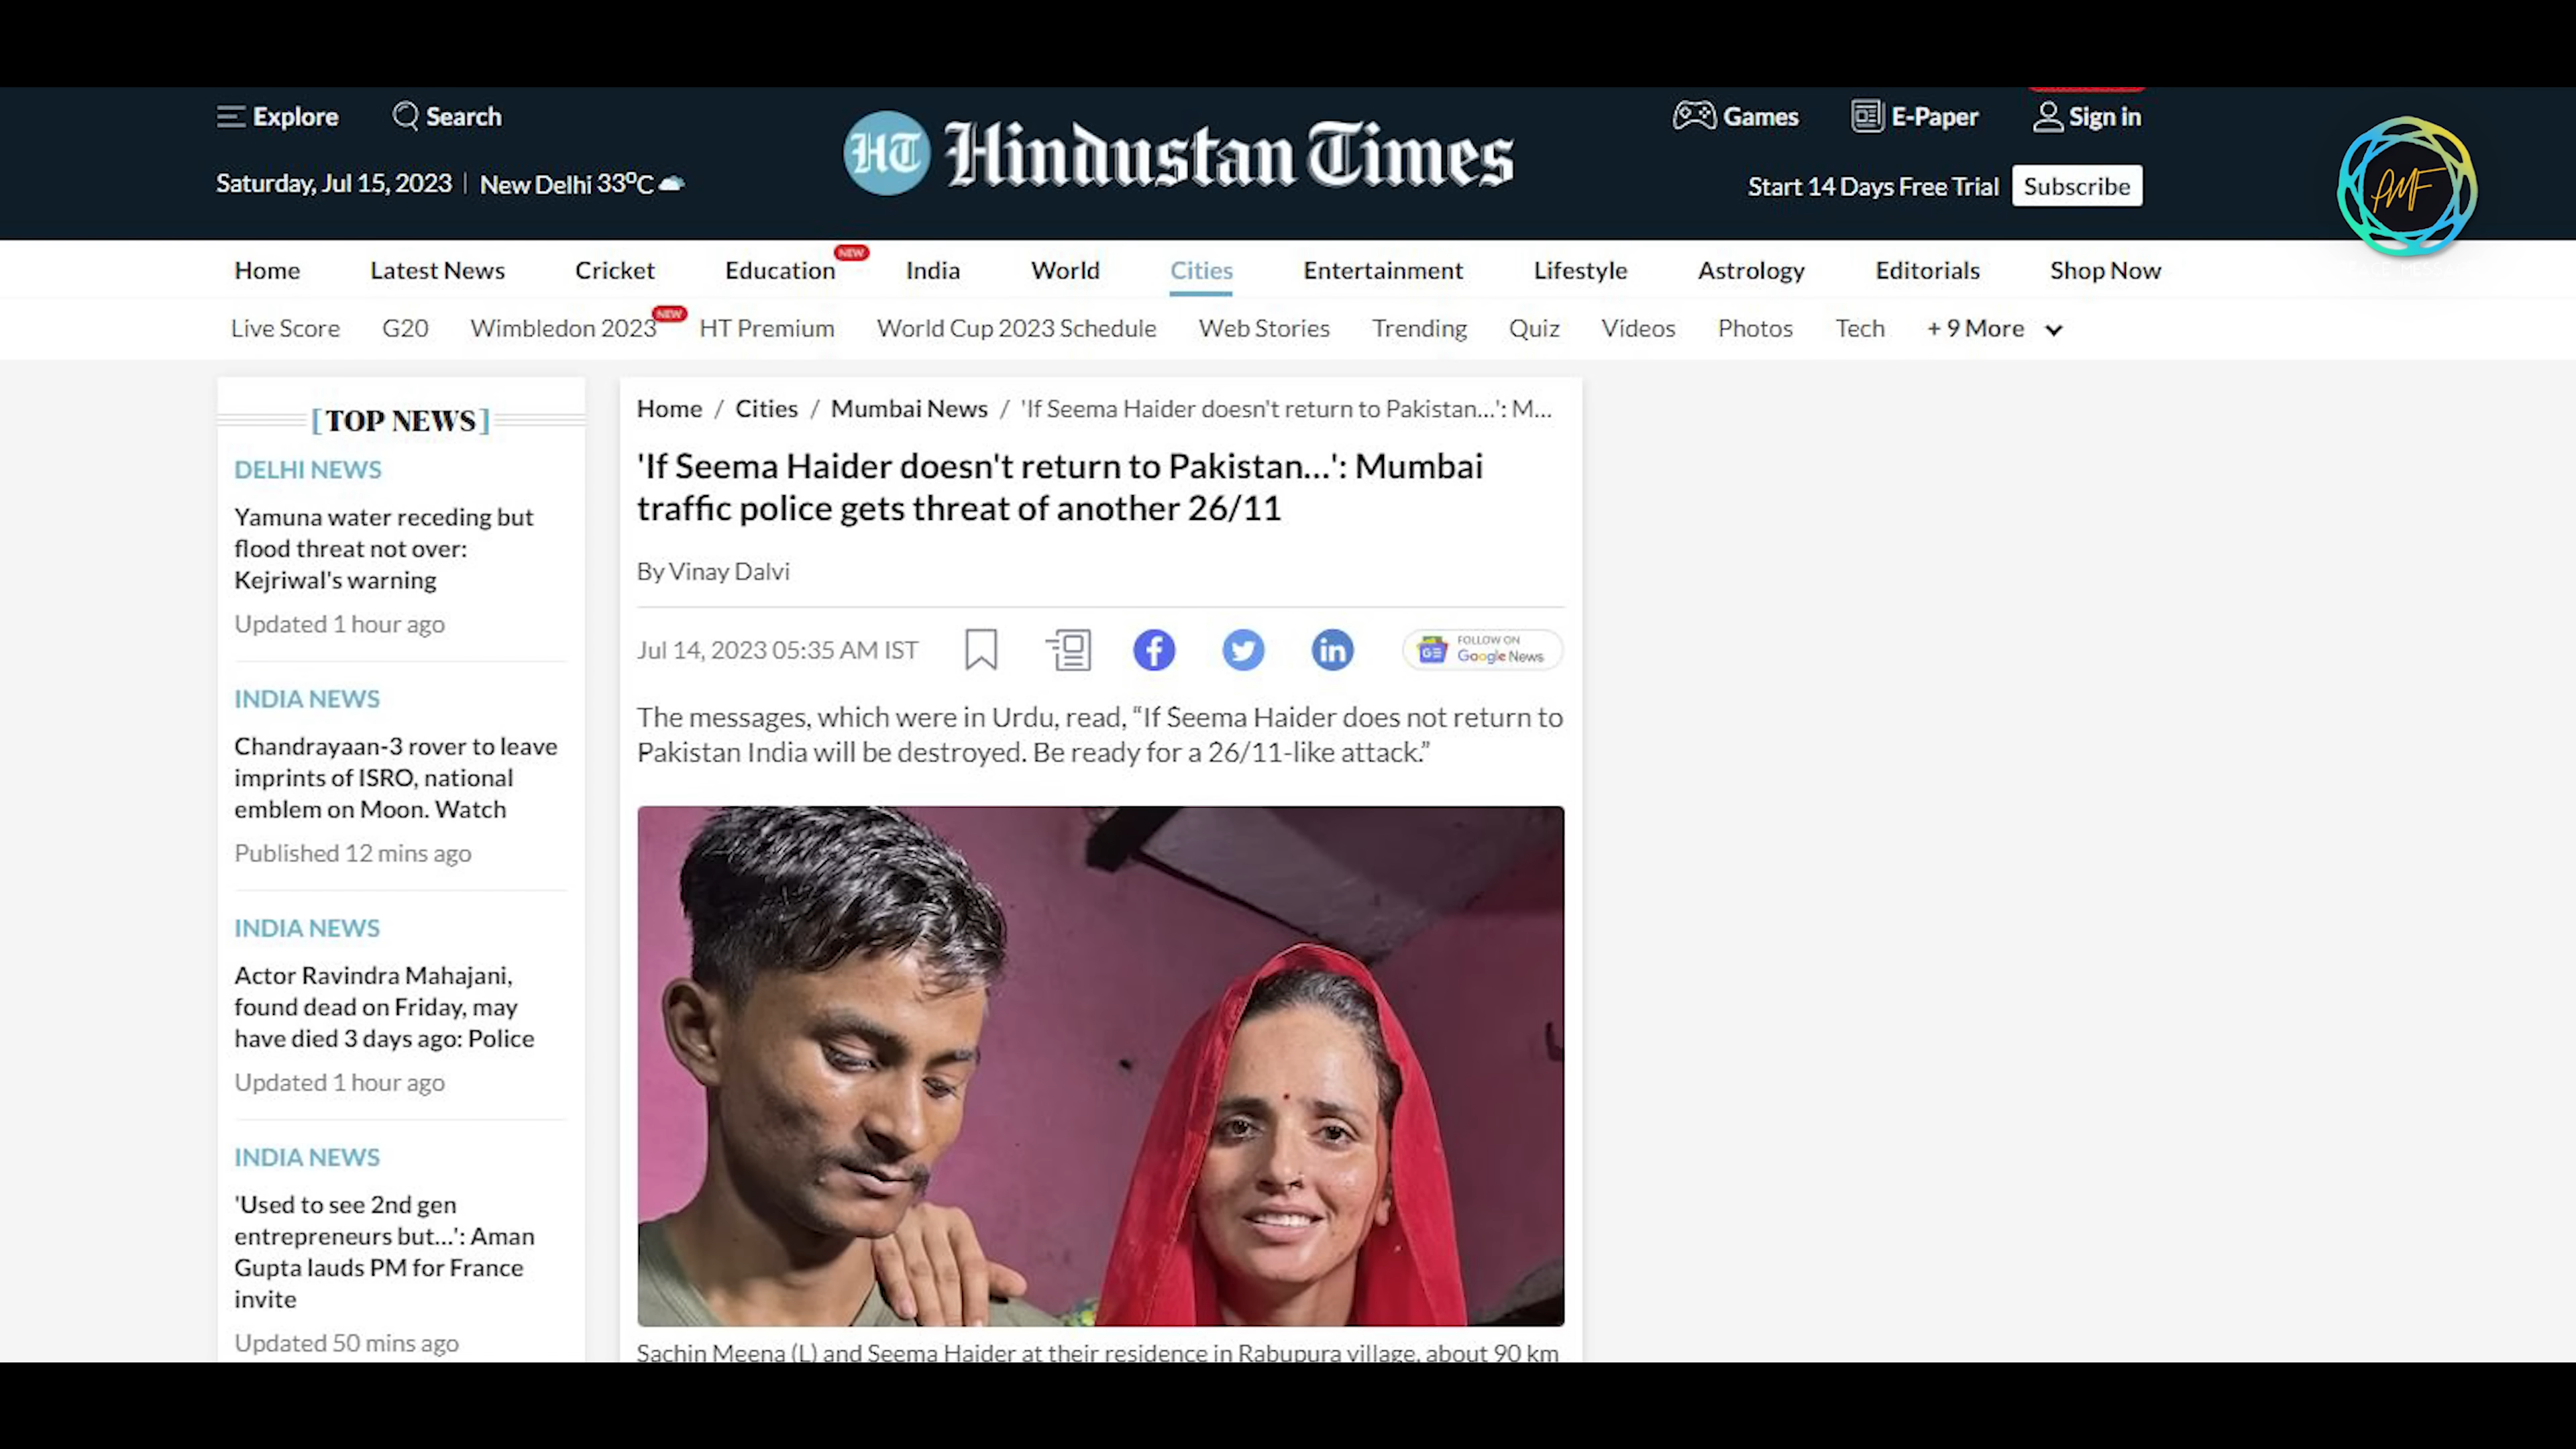 Explore
Search
HT Hindustan Times
Games
E-Paper
Sign in
Saturday, Jul 15, 2023 | New Delhi 33°C
Start 14 Days Free Trial
Subscribe
AMF
Home
Latest News
Cricket
Education
NEW
India
World
Cities
Entertainment
Lifestyle
Astrology
Editorials
Shop Now
Live Score
G20
Wimbledon 2023
NEW
HT Premium
World Cup 2023 Schedule
Web Stories
Trending
Quiz
Videos
Photos
Tech
+ 9 More
[TOP NEWS]
DELHI NEWS
Yamuna water receding but
flood threat not over:
Kejriwal's warning
Updated 1 hour ago
INDIA NEWS
Chandrayaan-3 rover to leave
imprints of ISRO, national
emblem on Moon. Watch
Published 12 mins ago
INDIA NEWS
Actor Ravindra Mahajani,
found dead on Friday, may
have died 3 days ago: Police
Updated 1 hour ago
INDIA NEWS
'Used to see 2nd gen
entrepreneurs but...': Aman
Gupta lauds PM for France
invite
Updated 50 mins ago
Home / Cities / Mumbai News / 'If Seema Haider doesn't return to Pakistan...': M...
'If Seema Haider doesn't return to Pakistan...': Mumbai
traffic police gets threat of another 26/11
By Vinay Dalvi
Jul 14, 2023 05:35 AM IST
FOLLOW ON
GE Google News
The messages, which were in Urdu, read, “If Seema Haider does not return to
Pakistan India will be destroyed. Be ready for a 26/11-like attack.”
Sachin Meena (L) and Seema Haider at their residence in Rabupura village, about 90 km